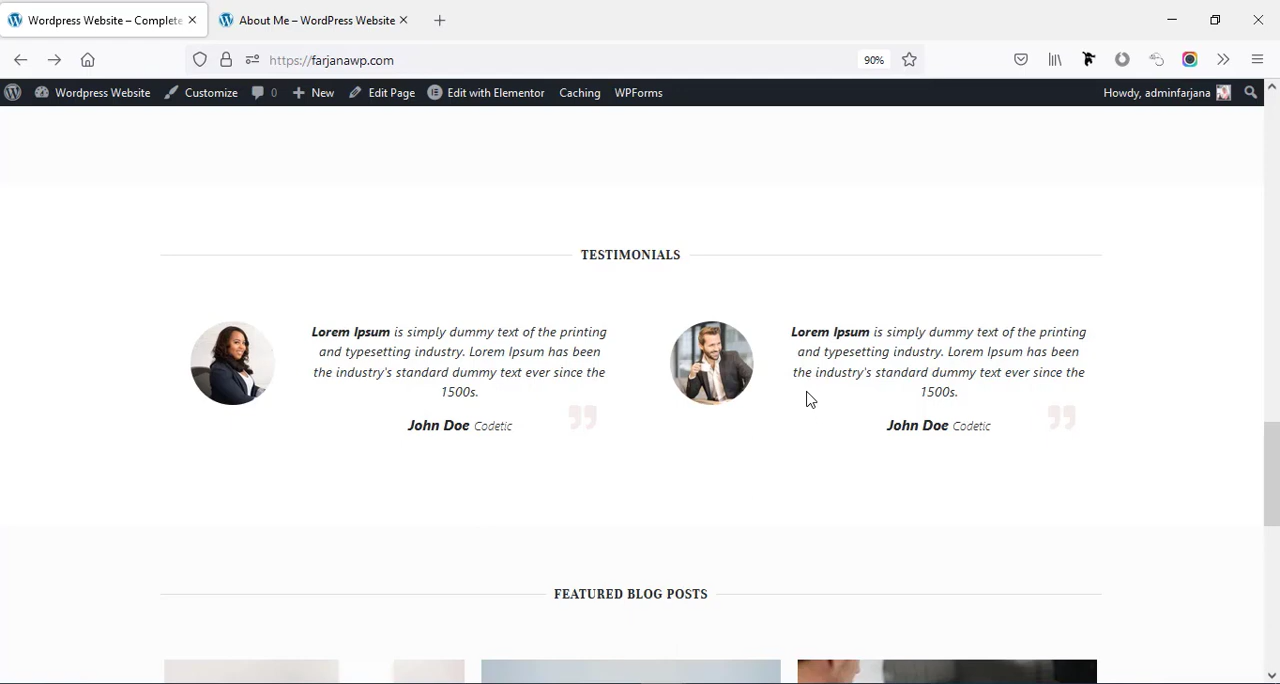 Wordpress Website – Complete
About Me – WordPress Website
https://farjanawp.com
90%
Wordpress Website
Customize
0
New
Edit Page
Edit with Elementor
Caching
WPForms
Howdy, adminfarjana
TESTIMONIALS
Lorem Ipsum is simply dummy text of the printing
and typesetting industry. Lorem Ipsum has been
the industry's standard dummy text ever since the
1500s.
John Doe Codetic
Lorem Ipsum is simply dummy text of the printing
and typesetting industry. Lorem Ipsum has been
the industry's standard dummy text ever since the
1500s.
John Doe Codetic
FEATURED BLOG POSTS